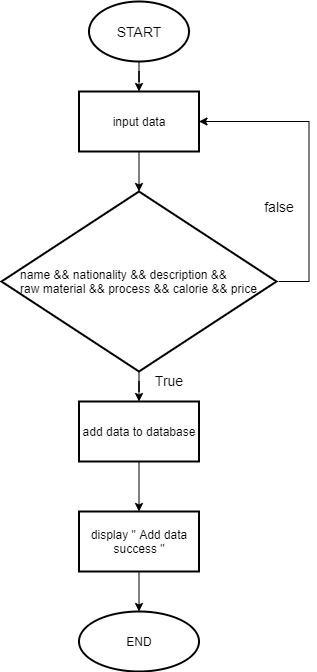 START
input data
false
name && nationality && description &&
raw material && process && calorie && price
True
add data to database
display " Add data
success "
END